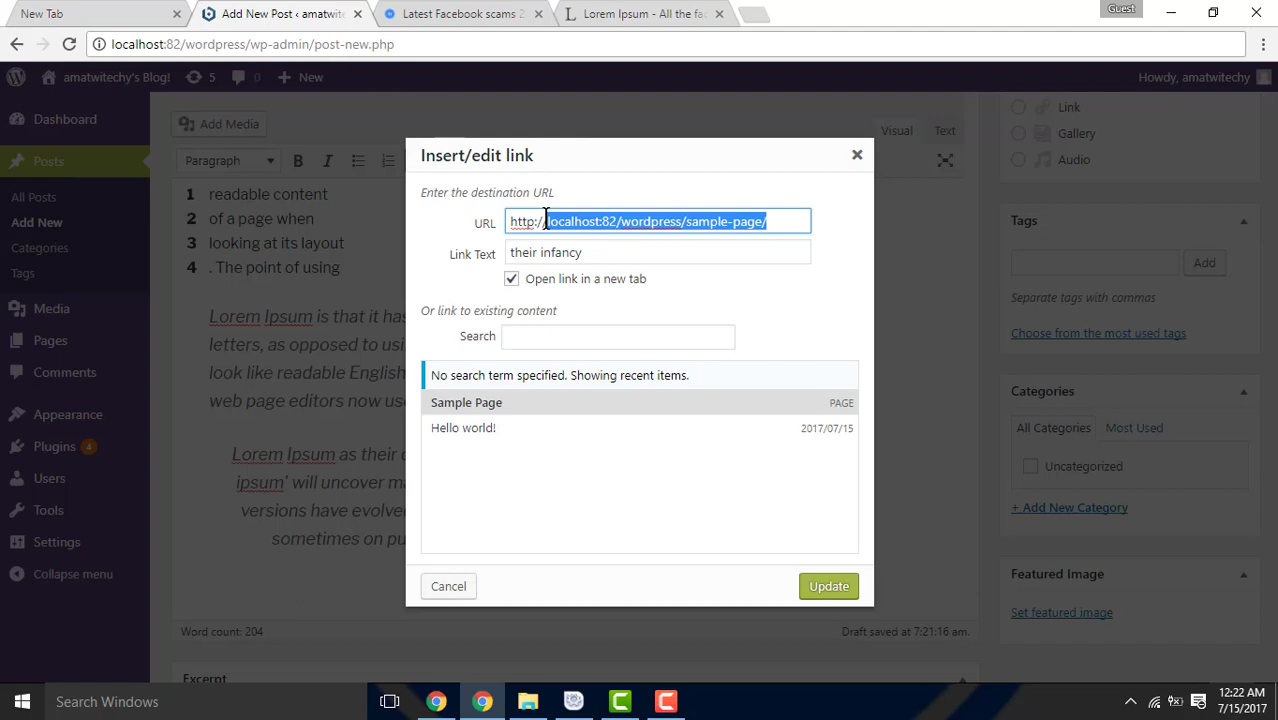 New Tab
Add New Post ‹ amatwit
Latest Facebook scams 2
Lorem Ipsum - All the fa
Guest
localhost:82/wordpress/wp-admin/post-new.php
amatwitechy's Blog!
5
0
New
Howdy, amatwitechy
Dashboard
Posts
All Posts
Add New
Categories
Tags
Media
Pages
Comments
Appearance
Plugins 4
Users
Tools
Settings
Collapse menu
Add Media
Visual
Text
Paragraph
B
I
1 readable content
2 of a page when
3 looking at its layout
4 . The point of using
Lorem Ipsum is that it ha
letters, as opposed to usi
look like readable English
web page editors now us
Lorem Ipsum as their
ipsum' will uncover m
versions have evolve
sometimes on pu
Word count: 204
Draft saved at 7:21:16 am.
Excerpt
Insert/edit link
Enter the destination URL
URL
http://localhost:82/wordpress/sample-page/
Link Text
their infancy
Open link in a new tab
Or link to existing content
Search
No search term specified. Showing recent items.
Sample Page
PAGE
Hello world!
2017/07/15
Cancel
Update
Link
Gallery
Audio
Tags
Add
Separate tags with commas
Choose from the most used tags
Categories
All Categories
Most Used
Uncategorized
+ Add New Category
Featured Image
Set featured image
Search Windows
12:22 AM
7/15/2017